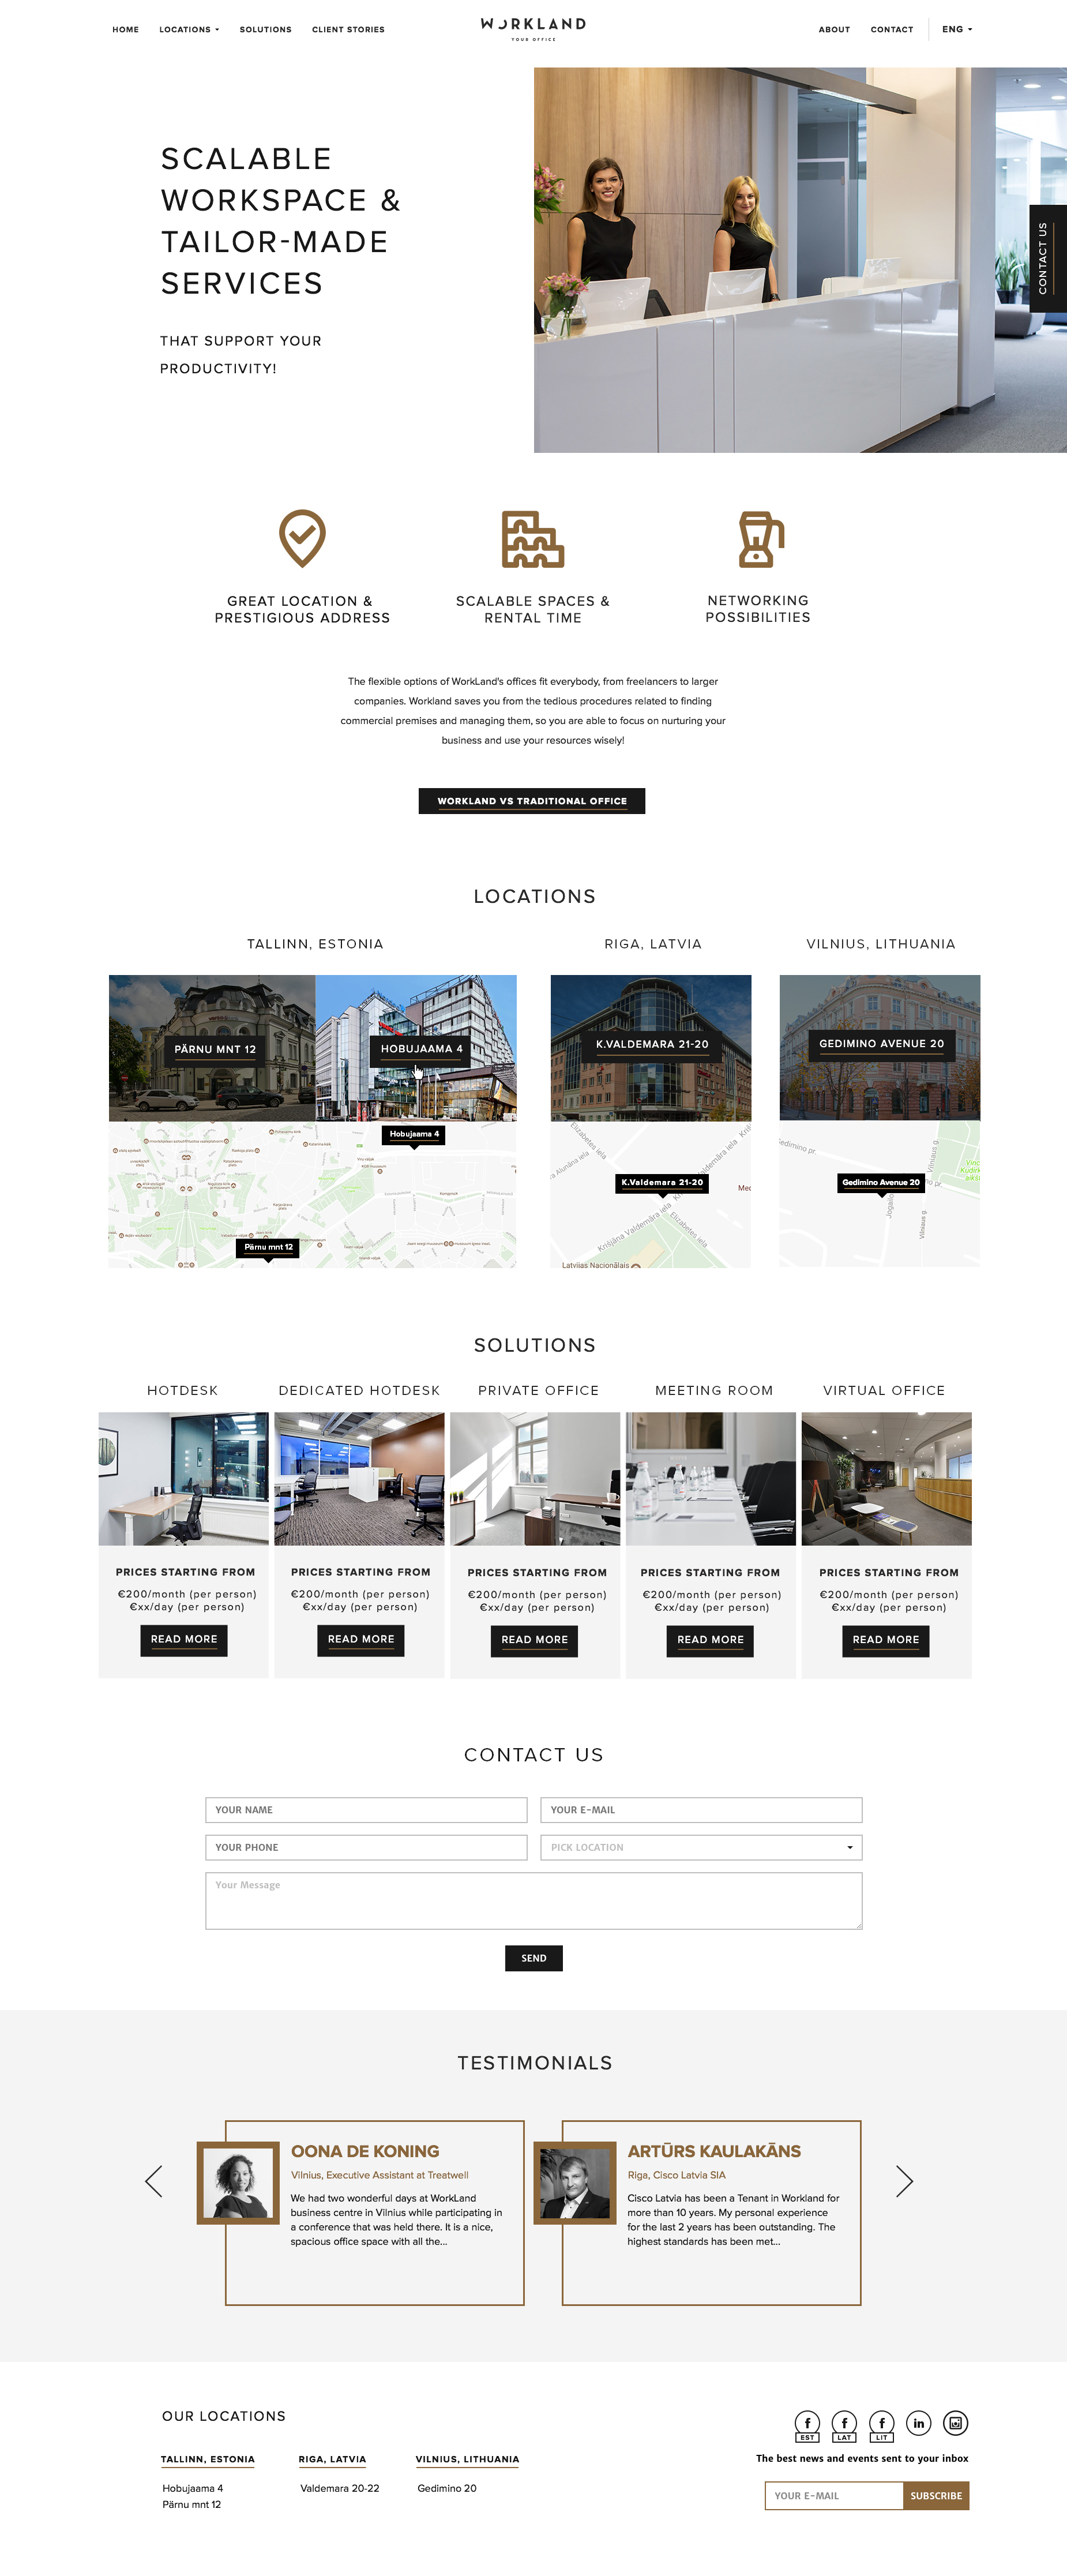 HOME LOCATIONS SOLUTIONS CLIENT STORIES
WORKLAND
YOUR OFFICE
ABOUT CONTACT ENG
SCALABLE
WORKSPACE &
TAILOR-MADE
SERVICES
THAT SUPPORT YOUR
PRODUCTIVITY!
CONTACT US
GREAT LOCATION &
PRESTIGIOUS ADDRESS
SCALABLE SPACES &
RENTAL TIME
NETWORKING
POSSIBILITIES
The flexible options of WorkLand's offices fit everybody, from freelancers to larger
companies. Workland saves you from the tedious procedures related to finding
commercial premises and managing them, so you are able to focus on nurturing your
business and use your resources wisely!
WORKLAND VS TRADITIONAL OFFICE
LOCATIONS
TALLINN, ESTONIA
RIGA, LATVIA
VILNIUS, LITHUANIA
PÄRNU MNT 12
HOBUJAAMA 4
K.VALDEMARA 21-20
GEDIMINO AVENUE 20
Hobujaama 4
Pärnu mnt 12
Elizabetes iela
Krišjāņa Valdemāra iela
Elizabetes iela
K.Valdemara 21-20
Latvijas Nacionālais
Gedimino pr.
Vilniaus g.
Gedimino Avenue 20
Vilniaus g.
SOLUTIONS
HOTDESK
DEDICATED HOTDESK
PRIVATE OFFICE
MEETING ROOM
VIRTUAL OFFICE
PRICES STARTING FROM
€200/month (per person)
€xx/day (per person)
READ MORE
PRICES STARTING FROM
€200/month (per person)
€xx/day (per person)
READ MORE
PRICES STARTING FROM
€200/month (per person)
€xx/day (per person)
READ MORE
PRICES STARTING FROM
€200/month (per person)
€xx/day (per person)
READ MORE
PRICES STARTING FROM
€200/month (per person)
€xx/day (per person)
READ MORE
CONTACT US
YOUR NAME
YOUR E-MAIL
YOUR PHONE
PICK LOCATION
Your Message
SEND
TESTIMONIALS
OONA DE KONING
Vilnius, Executive Assistant at Treatwell
We had two wonderful days at WorkLand
business centre in Vilnius while participating in
a conference that was held there. It is a nice,
spacious office space with all the...
ARTŪRS KAULAKĀNS
Riga, Cisco Latvia SIA
Cisco Latvia has been a Tenant in Workland for
more than 10 years. My personal experience
for the last 2 years has been outstanding. The
highest standards has been met...
OUR LOCATIONS
TALLINN, ESTONIA
Hobujaama 4
Pärnu mnt 12
RIGA, LATVIA
Valdemara 20-22
VILNIUS, LITHUANIA
Gedimino 20
EST LAT LIT in
The best news and events sent to your inbox
YOUR E-MAIL
SUBSCRIBE